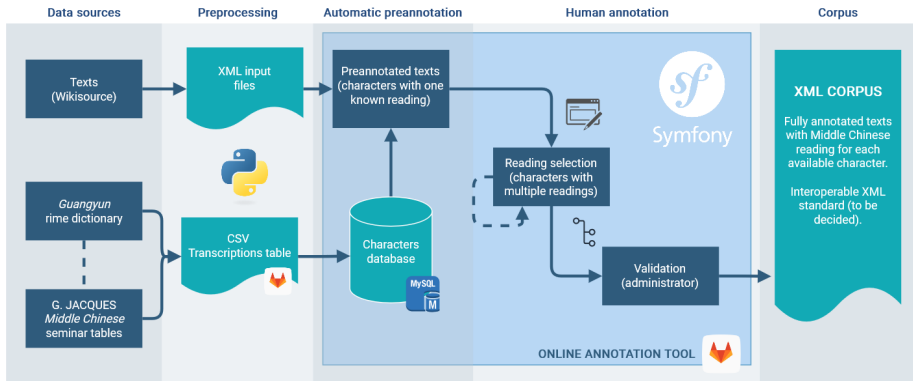 Data sources
Preprocessing
Automatic preannotation
Human annotation
Corpus
Texts
(Wikisource)
XML input
files
Preannotated texts
(characters with one
known reading)
Symfony
Reading selection
(characters with
multiple readings)
XML CORPUS
Fully annotated texts
with Middle Chinese
reading for each
available character.
Interoperable XML
standard (to be
decided).
Guangyun
rime dictionary
CSV
Transcriptions table
Characters
database
MySQL
M
Validation
(administrator)
G. JACQUES
Middle Chinese
seminar tables
ONLINE ANNOTATION TOOL